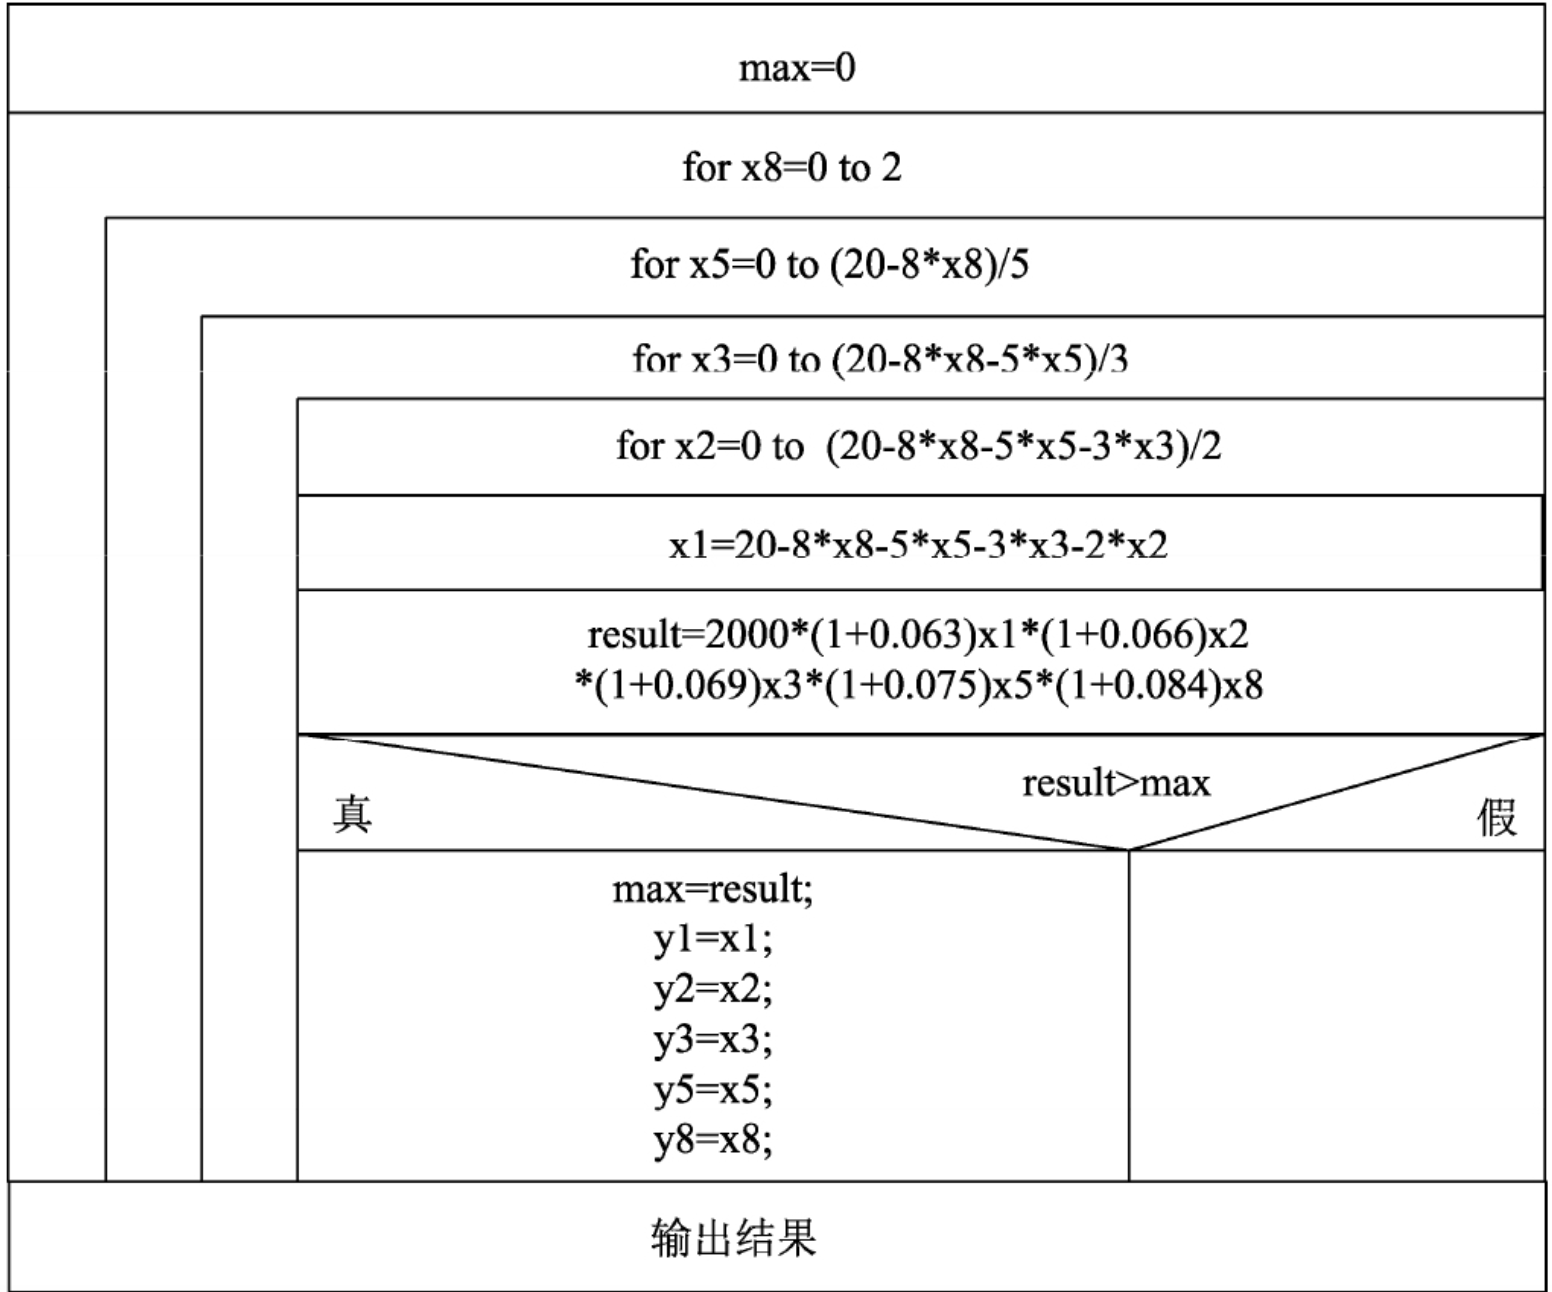 max=0
for x8=0 to 2
for x5=0 to (20-8*x8)/5
for x3=0 to (20-8*x8-5*x5)/3
for x2=0 to (20-8*x8-5*x5-3*x3)/2
x1=20-8*x8-5*x5-3*x3-2*x2
result=2000*(1+0.063)x1*(1+0.066)x2
*(1+0.069)x3*(1+0.075)x5*(1+0.084)x8
result>max
真
假
max=result;
y1=x1;
y2=x2;
y3=x3;
y5=x5;
y8=x8;
输出结果